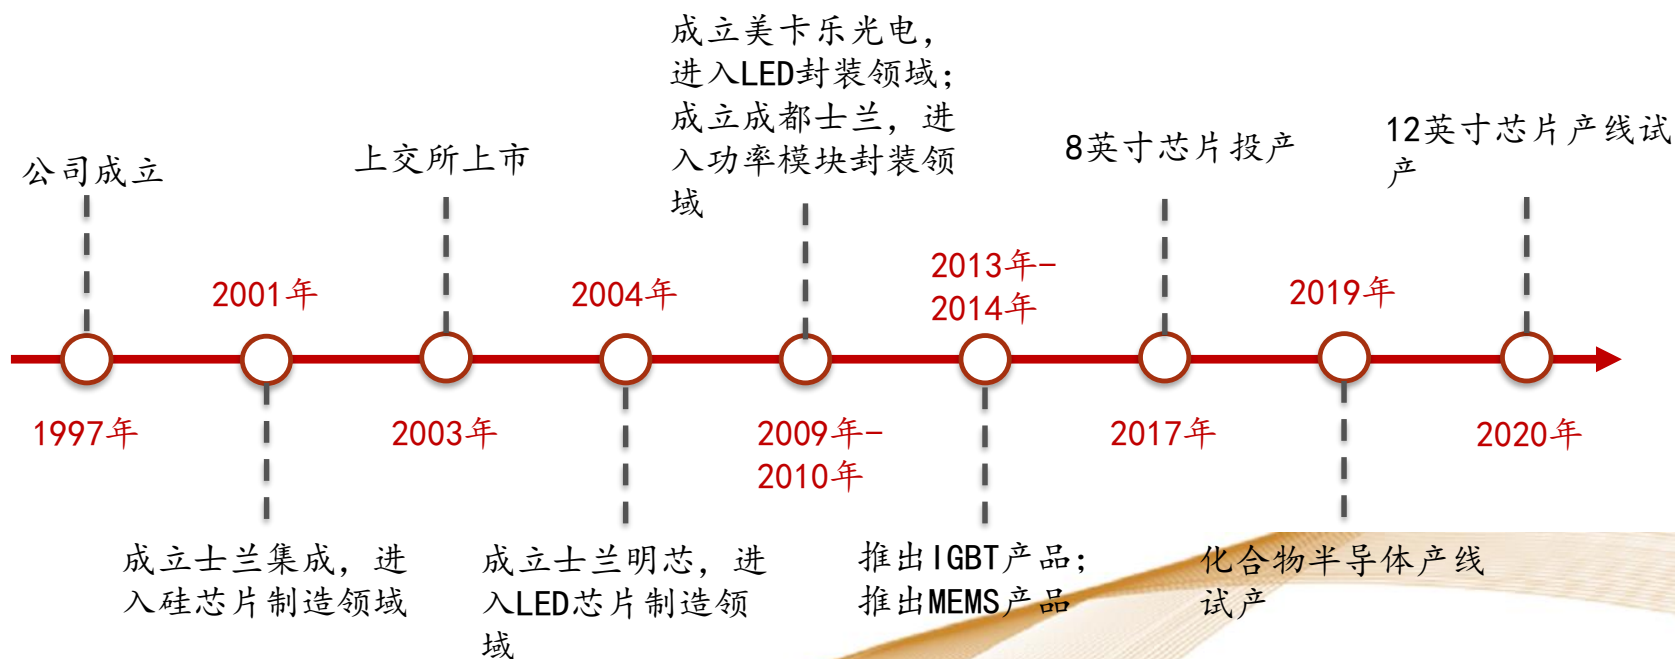 公司成立
1997年
2001年
成立士兰集成，进
入硅芯片制造领域
上交所上市
2003年
2004年
成立士兰明芯，进
入LED芯片制造领
域
成立美卡乐光电，
进入LED封装领域；
成立成都士兰，进
入功率模块封装领
域
2009年-
2010年
2013年-
2014年
推出IGBT产品；
推出MEMS产品
8英寸芯片投产
2017年
2019年
化合物半导体产线
试产
12英寸芯片产线试
产
2020年